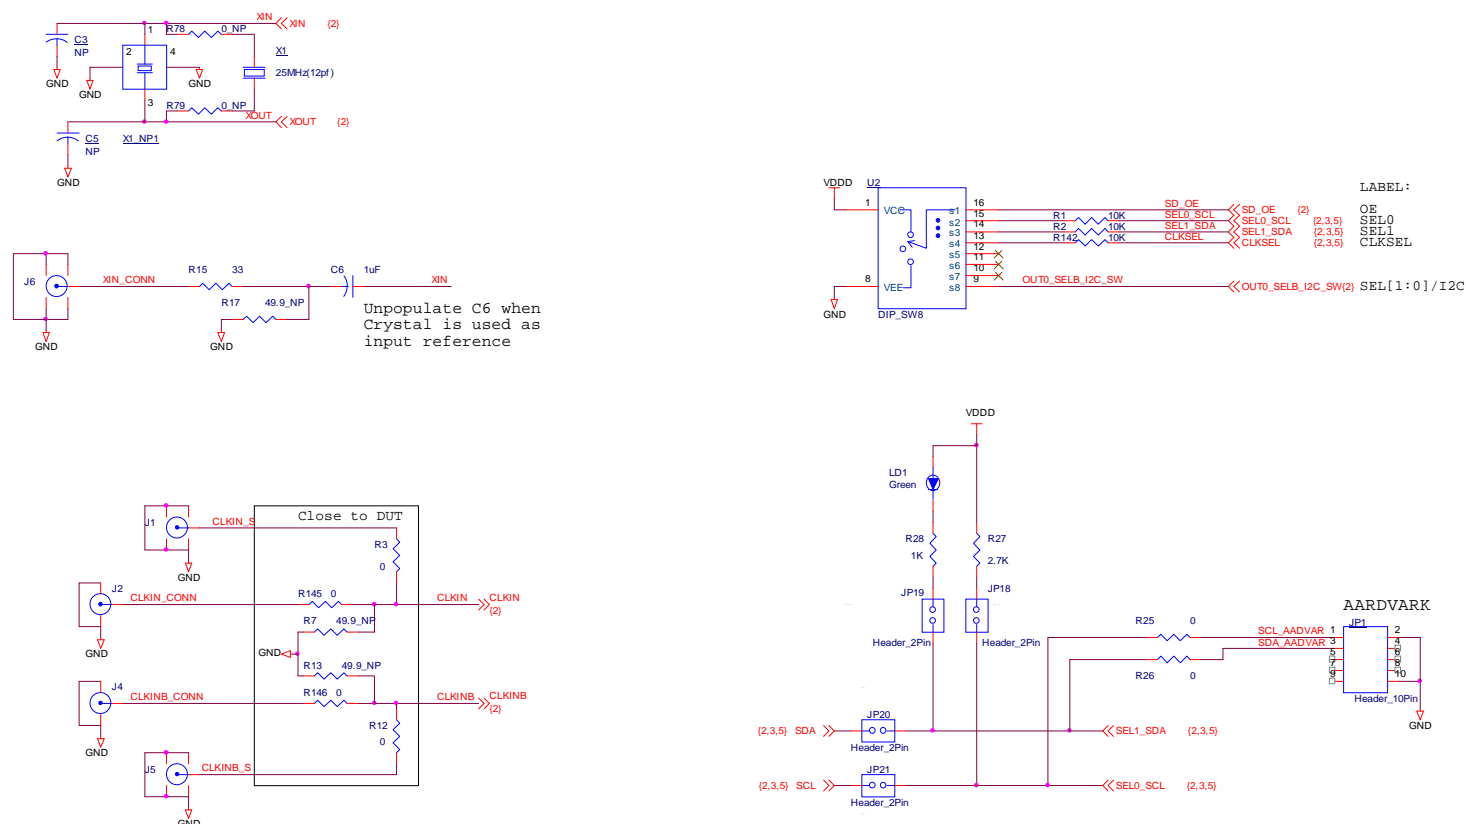 XIN
XIN {2}
C3
NP
1
R78
0_NP
2
4
X1
25MHz(12pf)
GND
GND
GND
3
R79
0_NP
XOUT
XOUT {2}
C5
NP
X1_NP1
GND
J6
XIN_CONN
R15 33
C6 1uF
XIN
R17
49.9_NP
GND
GND
Unpopulate C6 when
Crystal is used as
input reference
VDDD
U2
LABEL:
1
VCC
s1
16
SD_OE
SD_OE {2}
OE
s2
15
SEL0_SCL
R1
10K
SEL0_SCL {2,3,5}
SEL0
s3
14
SEL1_SDA
R2
10K
SEL1_SDA {2,3,5}
SEL1
s4
13
CLKSEL
R142
10K
CLKSEL {2,3,5}
CLKSEL
s5
12
s6
11
s7
10
8
VEE
s8
9
OUT0_SELB_I2C_SW
OUT0_SELB_I2C_SW{2}
SEL[1:0]/I2C
GND
DIP_SW8
J1
CLKIN_S
Close to DUT
R3
0
GND
J2
CLKIN_CONN
R145 0
CLKIN
CLKIN
{2}
R7
49.9_NP
GND
GND
R13
49.9_NP
J4
CLKINB_CONN
R146 0
CLKINB
CLKINB
{2}
R12
0
GND
J5
CLKINB_S
GND
VDDD
LD1
Green
R28
1K
R27
2.7K
JP19
JP18
Header_2Pin
Header_2Pin
AARDVARK
R25
0
SCL_AADVAR
1
JP1
2
SDA_AADVAR
3
4
5
6
7
8
9
10
R26
0
Header_10Pin
GND
JP20
{2,3,5} SDA
SEL1_SDA {2,3,5}
Header_2Pin
JP21
{2,3,5} SCL
SEL0_SCL {2,3,5}
Header_2Pin